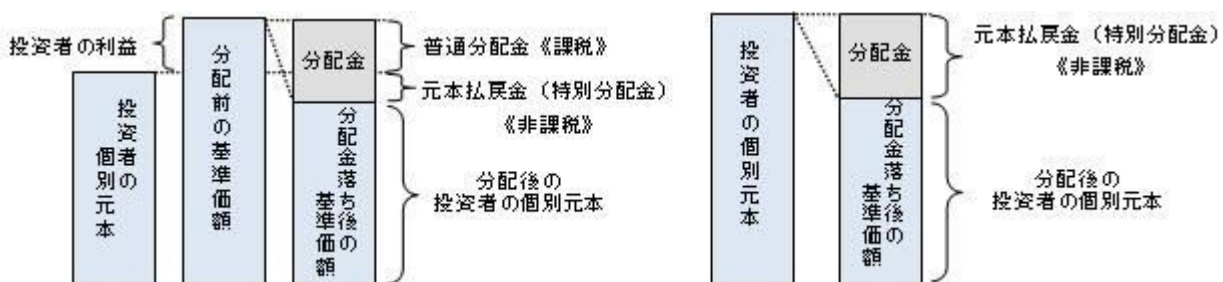 投資者の利益
投資者の
個別元本
分配前の基準価額
分配金
分配金落ち後の
基準価額
普通分配金《課税》
元本払戻金（特別分配金）
《非課税》
分配後の
投資者の個別元本
投資者の個別元本
分配金
分配金落ち後の
基準価額
元本払戻金（特別分配金）
《非課税》
分配後の
投資者の個別元本